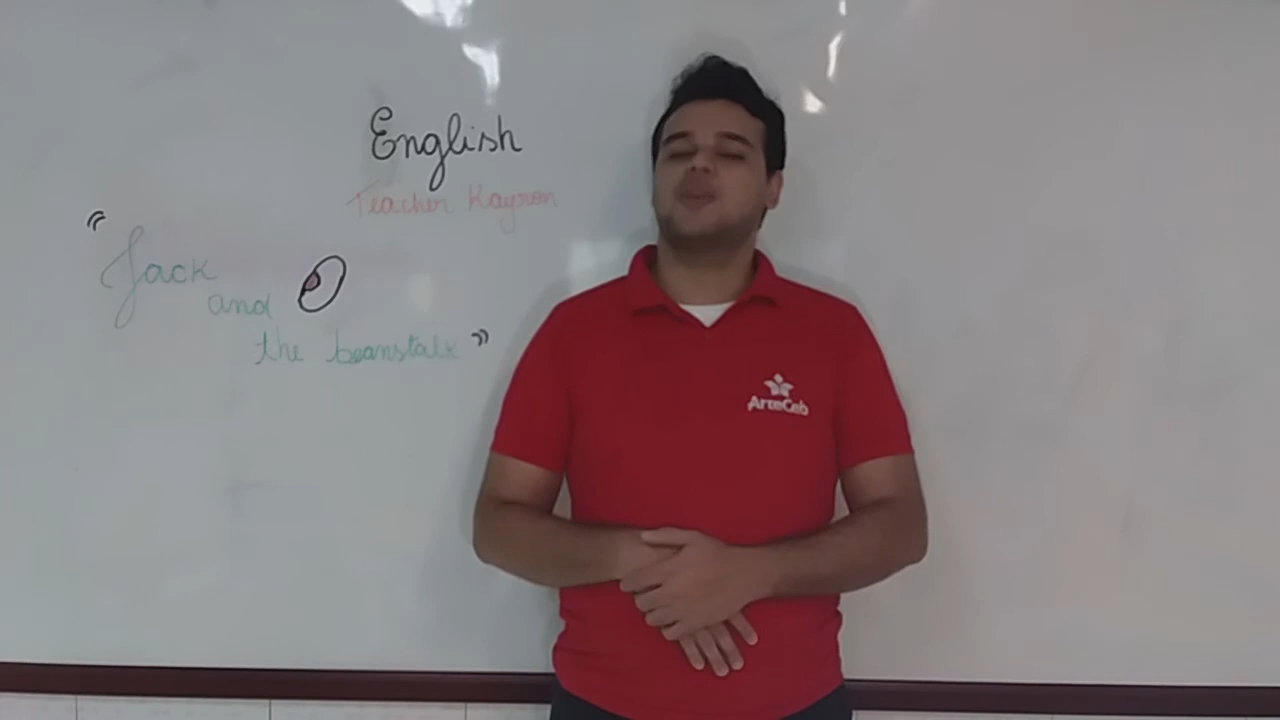 English
Teacher Kayron
"Jack
and
the beanstalk"
ArteCeb